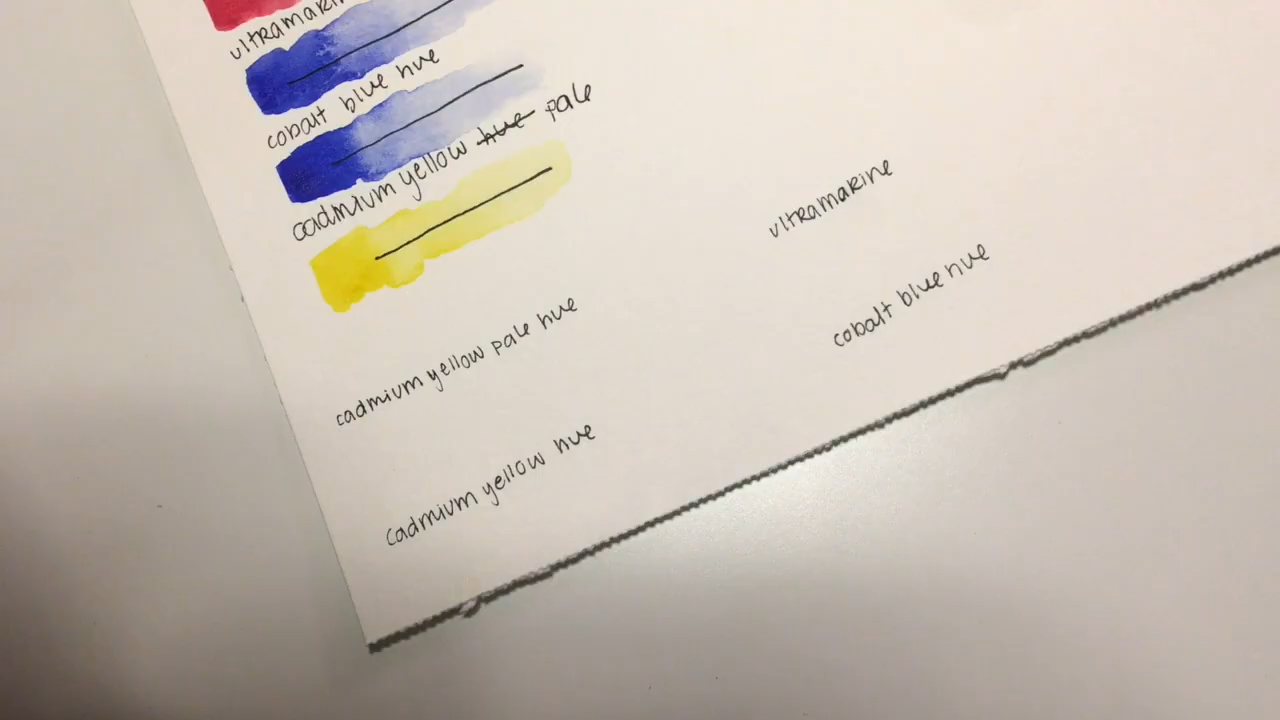 ultramarine
cobalt blue hue
cadmium yellow hue pale
cadmium yellow pale hue
cadmium yellow hue
ultramarine
cobalt blue hue